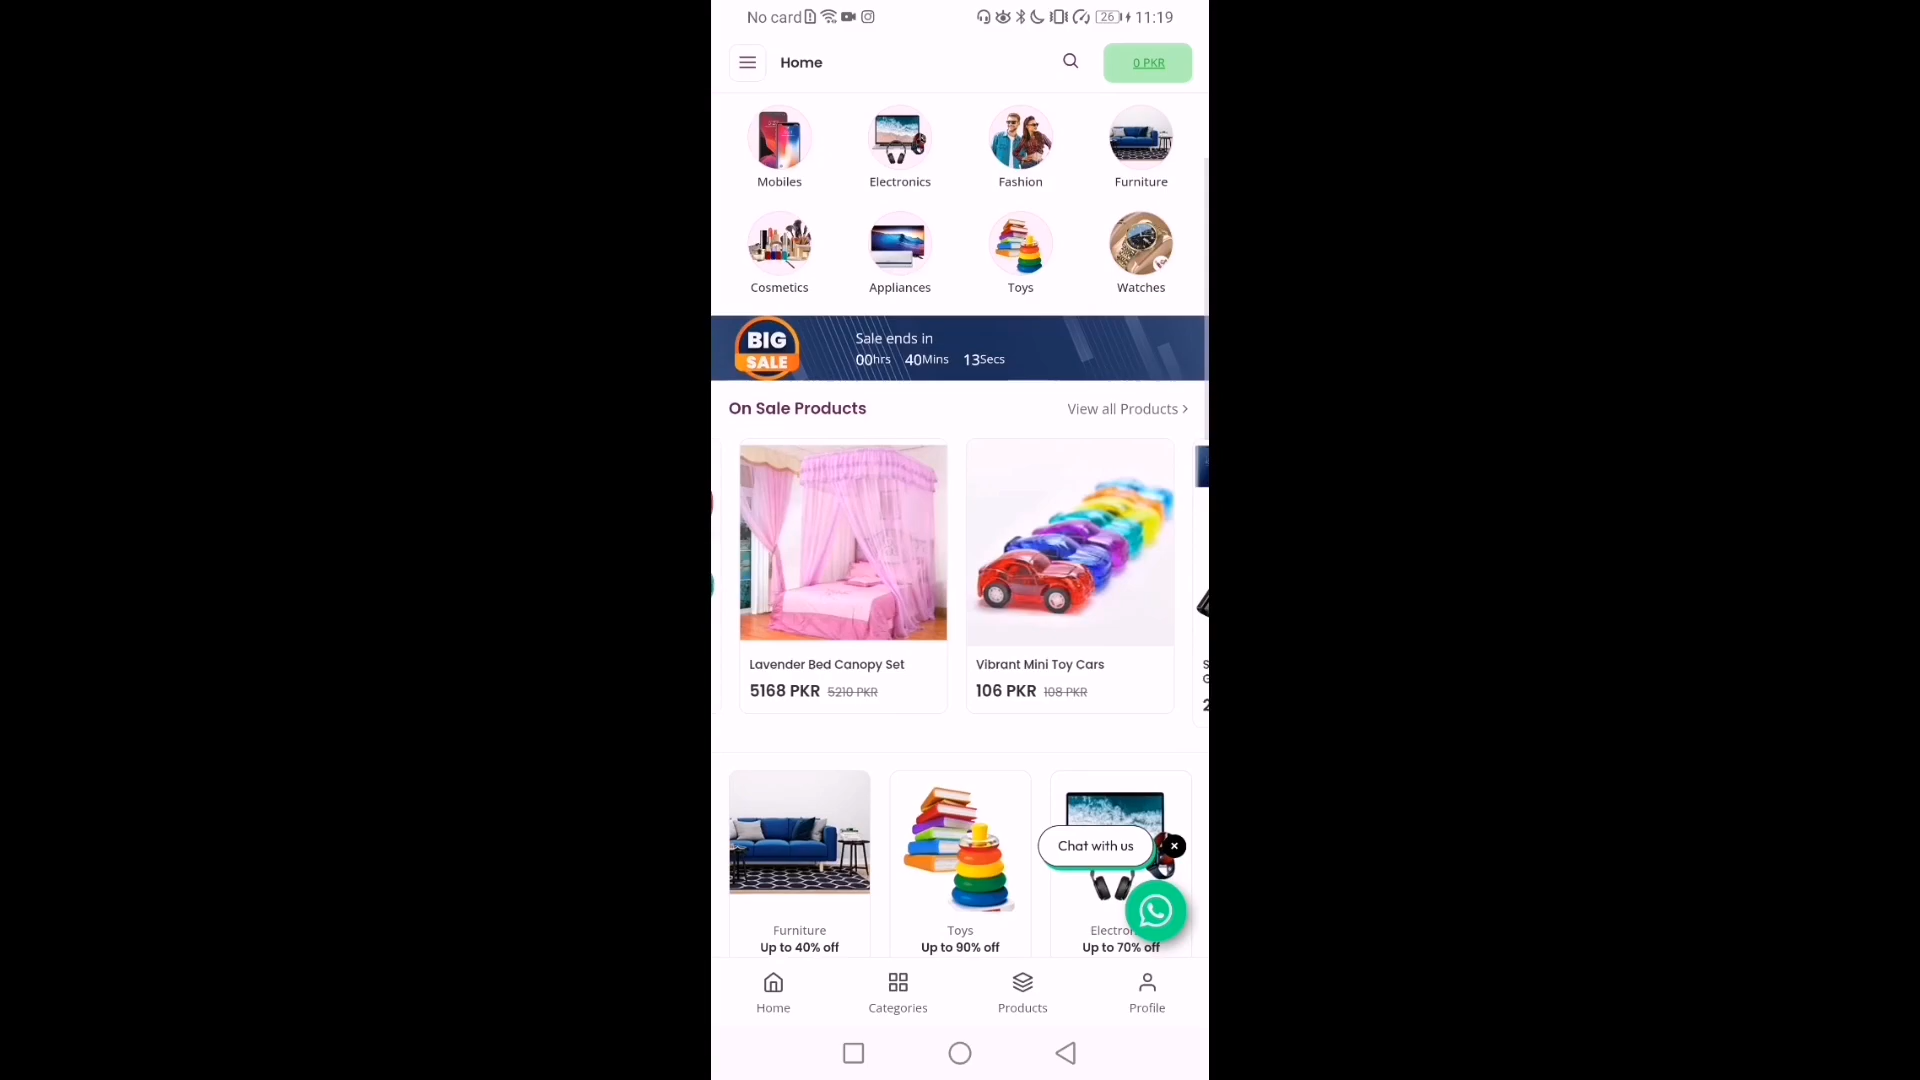 No card 26 11:19
Home 0 PKR
Mobiles Electronics Fashion Furniture
Cosmetics Appliances Toys Watches
BIG
SALE
Sale ends in
00hrs 40Mins 13Secs
On Sale Products View all Products
Lavender Bed Canopy Set
5168 PKR 5210 PKR
Vibrant Mini Toy Cars
106 PKR 108 PKR
Chat with us
Furniture
Up to 40% off
Toys
Up to 90% off
Up to 70% off
Home Categories Products Profile